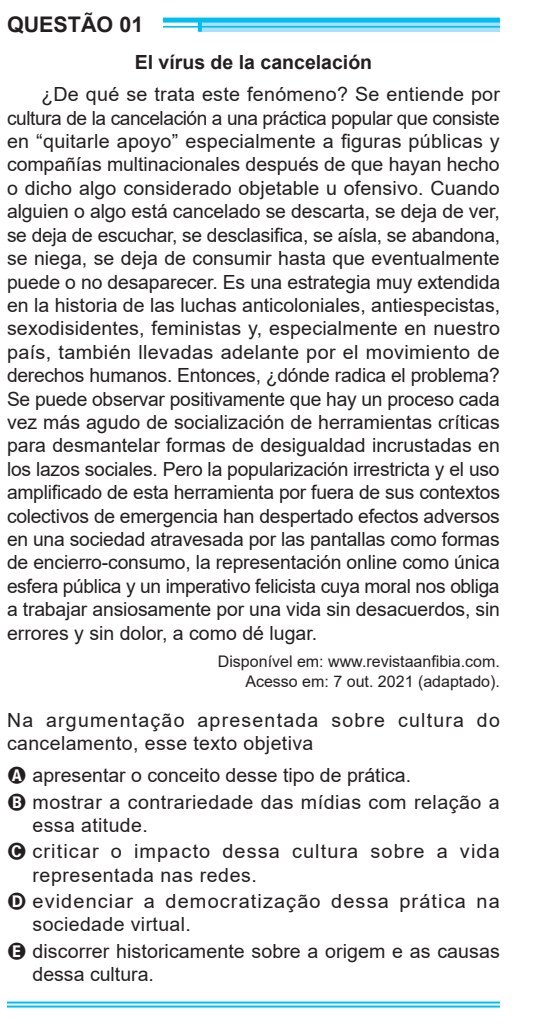 QUESTÃO 01
El vírus de la cancelación
¿De qué se trata este fenómeno? Se entiende por
cultura de la cancelación a una práctica popular que consiste
en “quitarle apoyo” especialmente a figuras públicas y
compañías multinacionales después de que hayan hecho
o dicho algo considerado objetable u ofensivo. Cuando
alguien o algo está cancelado se descarta, se deja de ver,
se deja de escuchar, se desclasifica, se aísla, se abandona,
se niega, se deja de consumir hasta que eventualmente
puede o no desaparecer. Es una estrategia muy extendida
en la historia de las luchas anticoloniales, antiespecistas,
sexodisidentes, feministas y, especialmente en nuestro
país, también llevadas adelante por el movimiento de
derechos humanos. Entonces, ¿dónde radica el problema?
Se puede observar positivamente que hay un proceso cada
vez más agudo de socialización de herramientas críticas
para desmantelar formas de desigualdad incrustadas en
los lazos sociales. Pero la popularización irrestricta y el uso
amplificado de esta herramienta por fuera de sus contextos
colectivos de emergencia han despertado efectos adversos
en una sociedad atravesada por las pantallas como formas
de encierro-consumo, la representación online como única
esfera pública y un imperativo felicista cuya moral nos obliga
a trabajar ansiosamente por una vida sin desacuerdos, sin
errores y sin dolor, a como dé lugar.
Disponível em: www.revistaanfibia.com.
Acesso em: 7 out. 2021 (adaptado).
Na argumentação apresentada sobre cultura do
cancelamento, esse texto objetiva
A apresentar o conceito desse tipo de prática.
B mostrar a contrariedade das mídias com relação a
essa atitude.
C criticar o impacto dessa cultura sobre a vida
representada nas redes.
D evidenciar a democratização dessa prática na
sociedade virtual.
E discorrer historicamente sobre a origem e as causas
dessa cultura.